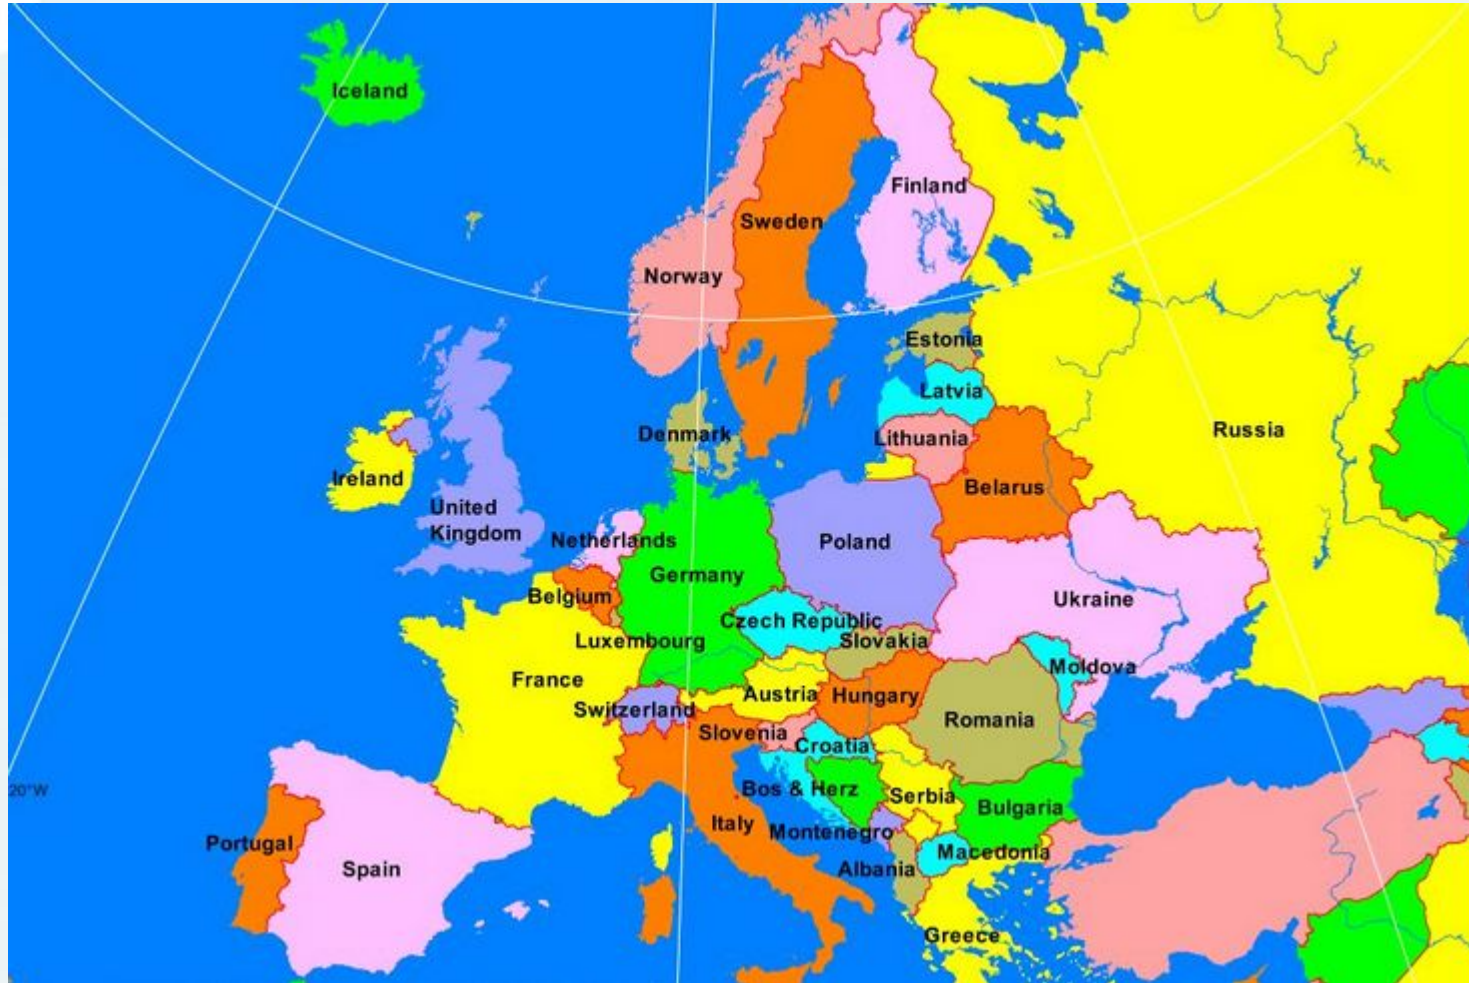 Iceland
Finland
Sweden
Norway
Estonia
Latvia
Russia
Denmark
Lithuania
Ireland
Belarus
United
Kingdom
Netherlands
Poland
Germany
Belgium
Ukraine
Czech Republic
Luxembourg
Slovakia
Moldova
France
Austria
Hungary
Switzerland
Romania
Slovenia
Croatia
20°W
Bos & Herz
Serbia
Bulgaria
Italy
Montenegro
Portugal
Macedonia
Spain
Albania
Greece